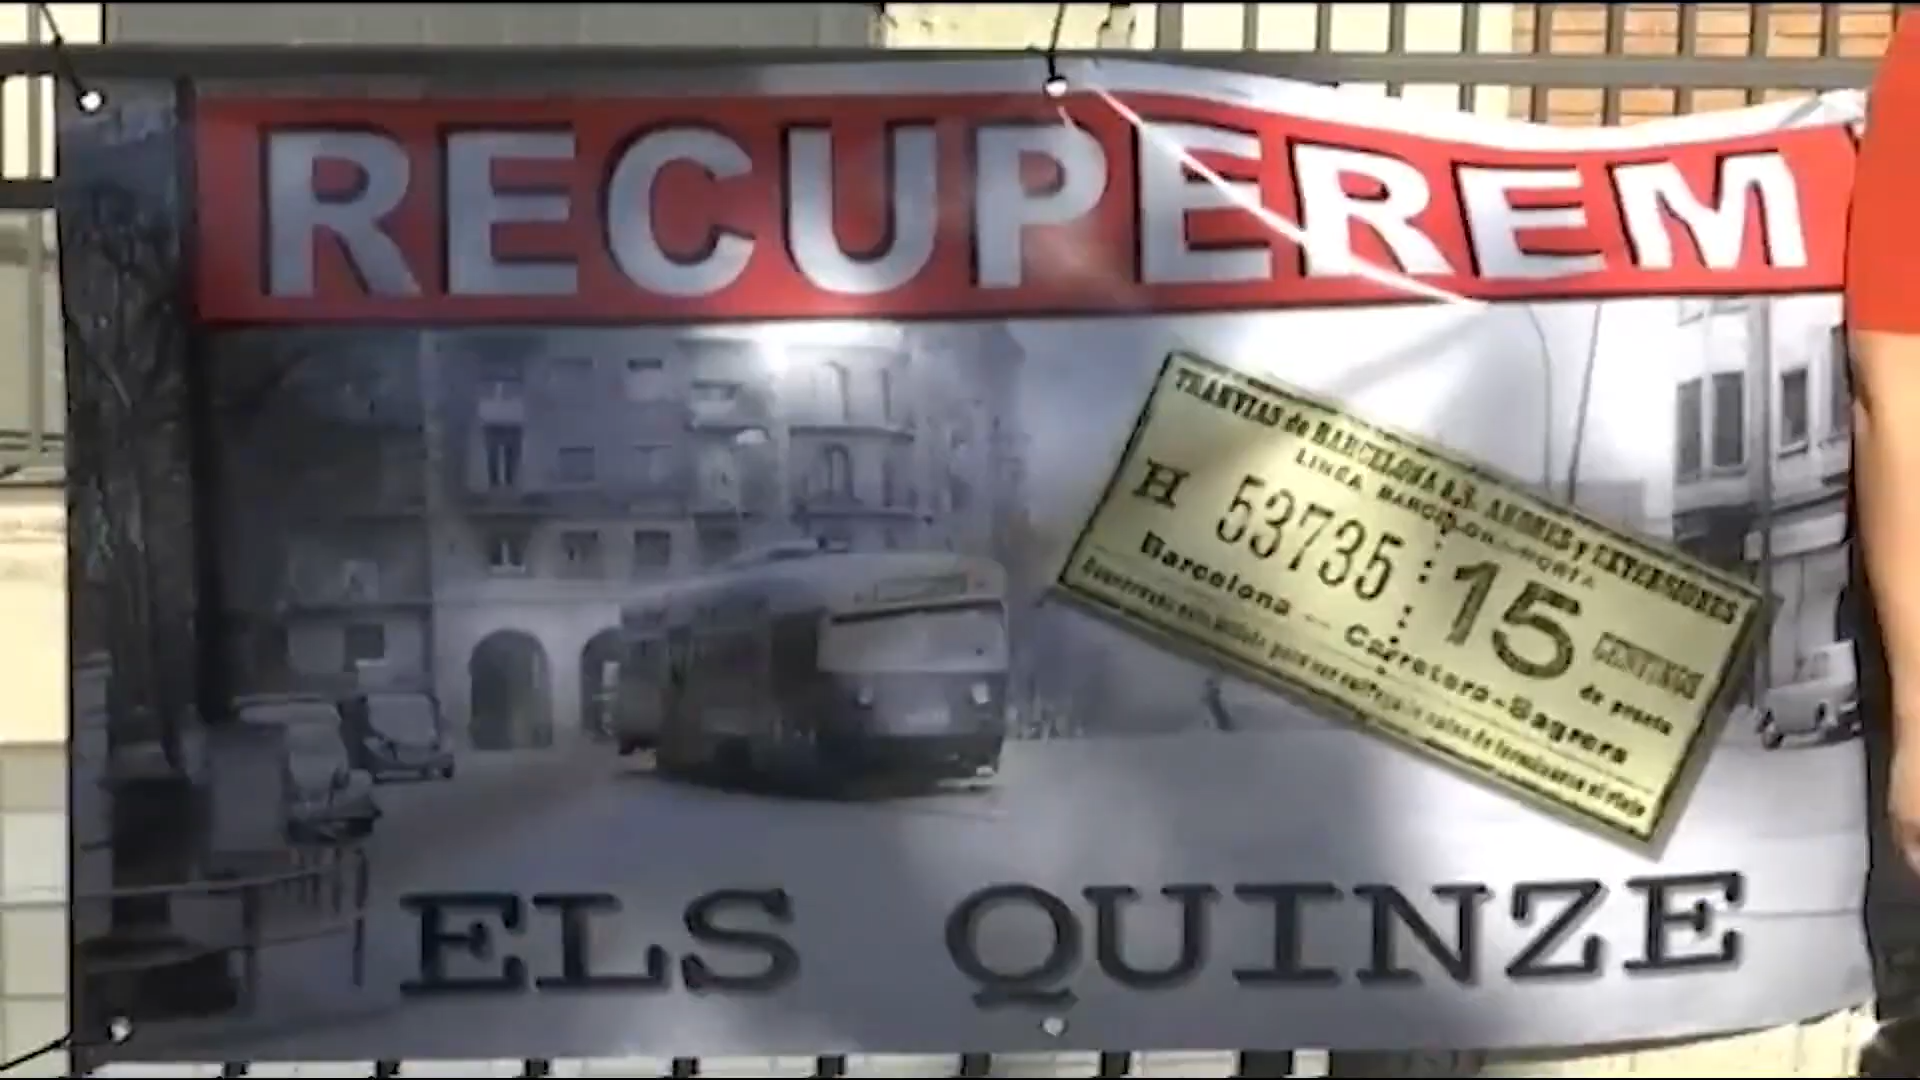 RECUPEREM
TRANVIAS de BARCELONA a S. ANDRES y EXTENSIONES
LINEA BARCELONA-HORTA
H 53735 15 CENTIMOS
de peseta
Barcelona - Carretera-Sagrera
ELS QUINZE